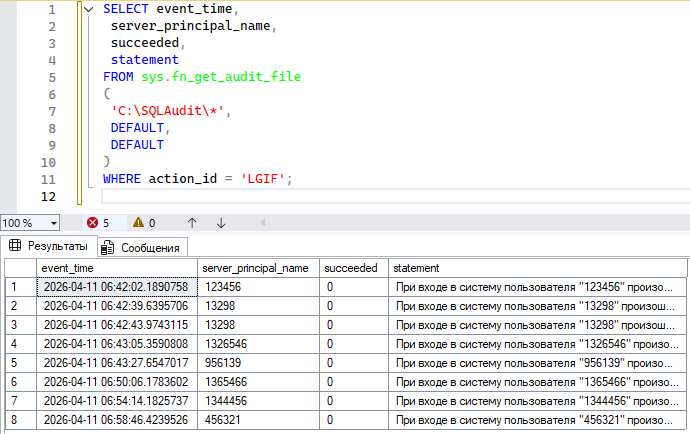 1 SELECT event_time,
2 server_principal_name,
3 succeeded,
4 statement
5 FROM sys.fn_get_audit_file
6 (
7 'C:\SQLAudit\*',
8 DEFAULT,
9 DEFAULT
10 )
11 WHERE action_id = 'LGIF';
12
100 % 5 0
Результаты Сообщения
event_time server_principal_name succeeded statement
1 2026-04-11 06:42:02.1890758 123456 0 При входе в систему пользователя "123456" произо...
2 2026-04-11 06:42:39.6395706 13298 0 При входе в систему пользователя "13298" произош...
3 2026-04-11 06:42:43.9743115 13298 0 При входе в систему пользователя "13298" произош...
4 2026-04-11 06:43:05.3590808 1326546 0 При входе в систему пользователя "1326546" произо...
5 2026-04-11 06:43:27.6547017 956139 0 При входе в систему пользователя "956139" произо...
6 2026-04-11 06:50:06.1783602 1365466 0 При входе в систему пользователя "1365466" произо...
7 2026-04-11 06:54:14.1825737 1344456 0 При входе в систему пользователя "1344456" произо...
8 2026-04-11 06:58:46.4239526 456321 0 При входе в систему пользователя "456321" произо...